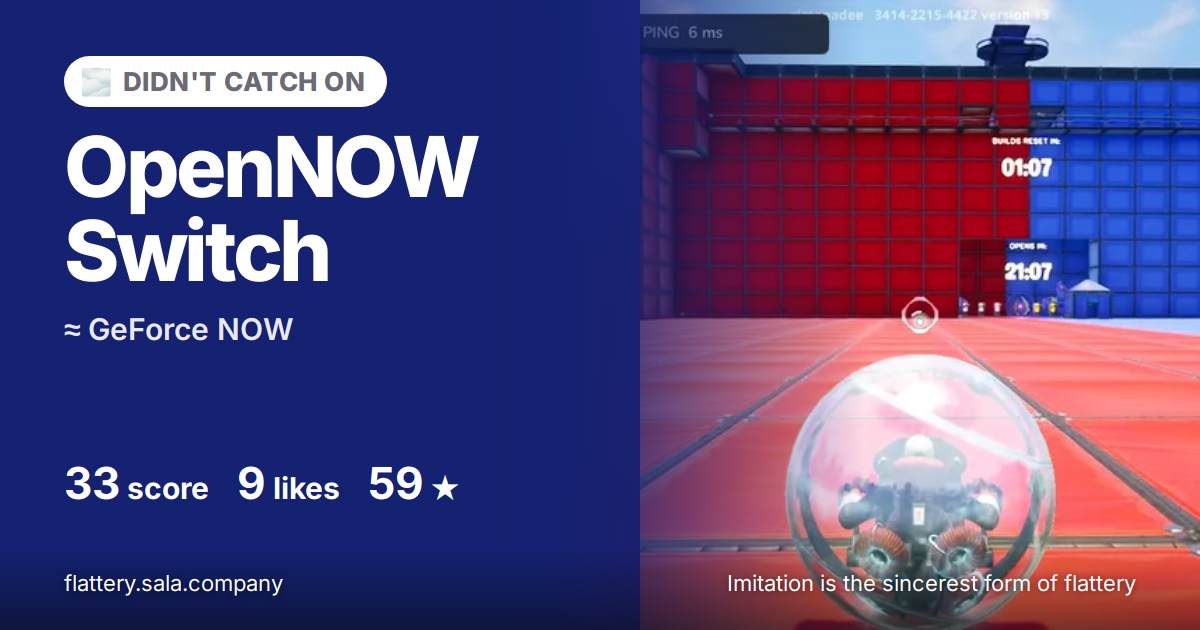 DIDN'T CATCH ON
OpenNOW
Switch
≈ GeForce NOW
33 score 9 likes 59 ★
flattery.sala.company
3414-2215-4422 version
PING 6 ms
BUILDS RESET IN:
01:07
OPENS IN:
21:07
Imitation is the sincerest form of flattery